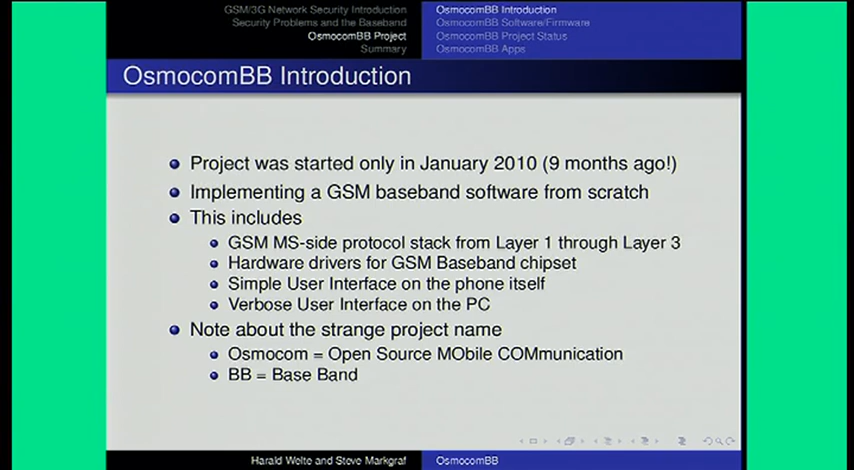 GSM/3G Network Security Introduction
Security Problems and the Baseband
OsmocomBB Project
Summary
OsmocomBB Introduction
OsmocomBB Software/Firmware
OsmocomBB Project Status
OsmocomBB Apps
OsmocomBB Introduction
Project was started only in January 2010 (9 months ago!)
Implementing a GSM baseband software from scratch
This includes
GSM MS-side protocol stack from Layer 1 through Layer 3
Hardware drivers for GSM Baseband chipset
Simple User Interface on the phone itself
Verbose User Interface on the PC
Note about the strange project name
Osmocom = Open Source MObile COMmunication
BB = Base Band
Harald Welte and Steve Markgraf
OsmocomBB